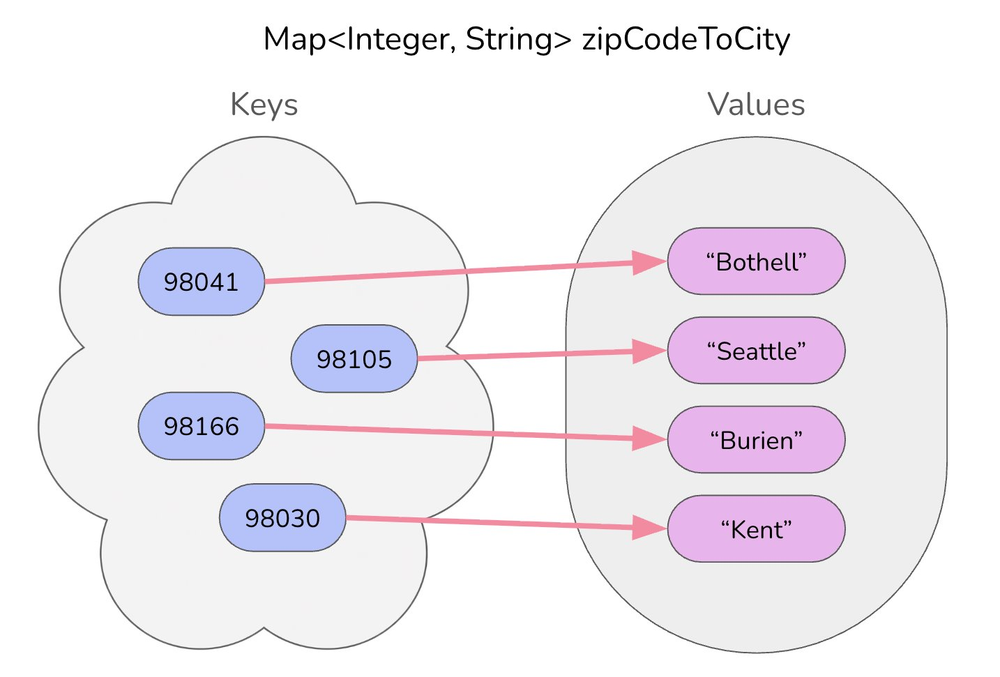 Map<Integer, String> zipCodeToCity
Keys
Values
98041
“Bothell”
98105
“Seattle”
98166
“Burien”
98030
“Kent”